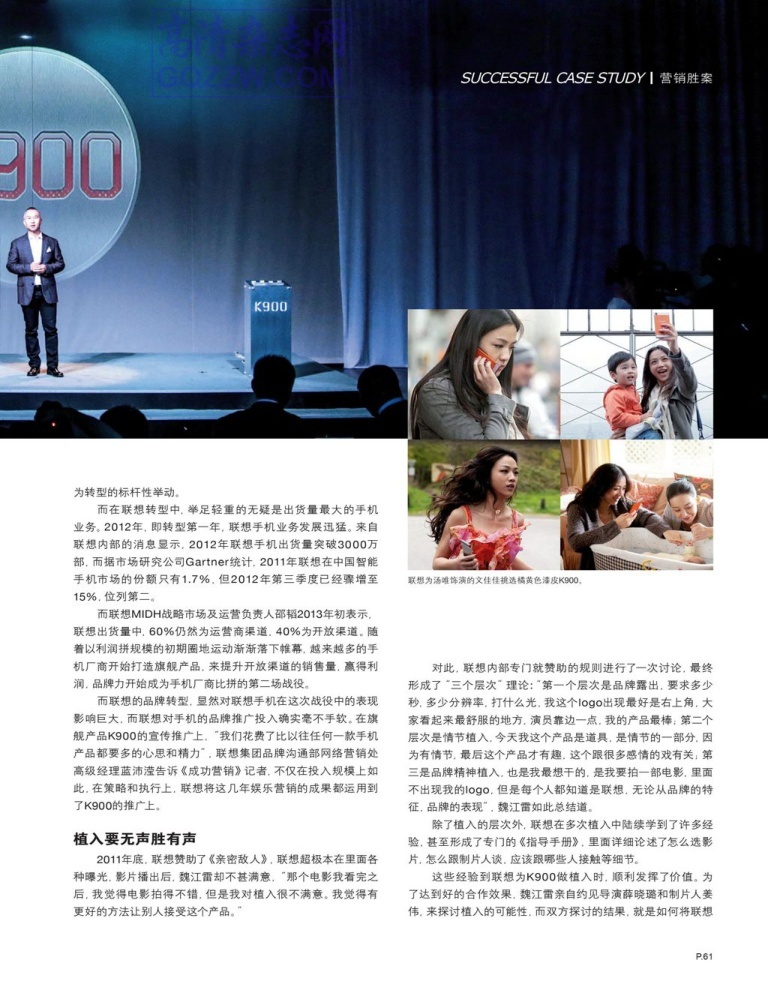 高清杂志网
GQZZW.COM
SUCCESSFUL CASE STUDY | 营销胜案
900
K900
联想为汤唯饰演的文佳佳挑选橘黄色漆皮K900。
为转型的标杆性举动。
而在联想转型中，举足轻重的无疑是出货量最大的手机
业务。2012年，即转型第一年，联想手机业务发展迅猛。来自
联想内部的消息显示，2012年联想手机出货量突破3000万
部，而据市场研究公司Gartner统计，2011年联想在中国智能
手机市场的份额只有1.7%，但2012年第三季度已经骤增至
15%，位列第二。
而联想MIDH战略市场及运营负责人邵韬2013年初表示，
联想出货量中，60%仍然为运营商渠道，40%为开放渠道。随
着以利润拼规模的初期圈地运动渐渐落下帷幕，越来越多的手
机厂商开始打造旗舰产品，来提升开放渠道的销售量，赢得利
润，品牌力开始成为手机厂商比拼的第二场战役。
而联想的品牌转型，显然对联想手机在这次战役中的表现
影响巨大，而联想对手机的品牌推广投入确实毫不手软。在旗
舰产品K900的宣传推广上，“我们花费了比以往任何一款手机
产品都要多的心思和精力”，联想集团品牌沟通部网络营销处
高级经理蓝沛滢告诉《成功营销》记者，不仅在投入规模上如
此，在策略和执行上，联想将这几年娱乐营销的成果都运用到
了K900的推广上。
植入要无声胜有声
2011年底，联想赞助了《亲密敌人》，联想超极本在里面各
种曝光，影片播出后，魏江雷却不甚满意，“那个电影我看完之
后，我觉得电影拍得不错，但是我对植入很不满意。我觉得有
更好的方法让别人接受这个产品。”
对此，联想内部专门就赞助的规则进行了一次讨论，最终
形成了“三个层次”理论：“第一个层次是品牌露出，要求多少
秒，多少分辨率，打什么光，我这个logo出现最好是右上角，大
家看起来最舒服的地方，演员靠边一点，我的产品最棒；第二个
层次是情节植入，今天我这个产品是道具，是情节的一部分，因
为有情节，最后这个产品才有趣，这个跟很多感情的戏有关；第
三是品牌精神植入，也是我最想干的，是我要拍一部电影，里面
不出现我的logo，但是每个人都知道是联想，无论从品牌的特
征，品牌的表现”，魏江雷如此总结道。
除了植入的层次外，联想在多次植入中陆续学到了许多经
验，甚至形成了专门的《指导手册》，里面详细论述了怎么选影
片，怎么跟制片人谈，应该跟哪些人接触等细节。
这些经验到联想为K900做植入时，顺利发挥了价值。为
了达到好的合作效果，魏江雷亲自约见导演薛晓璐和制片人姜
伟，来探讨植入的可能性，而双方探讨的结果，就是如何将联想
P.61